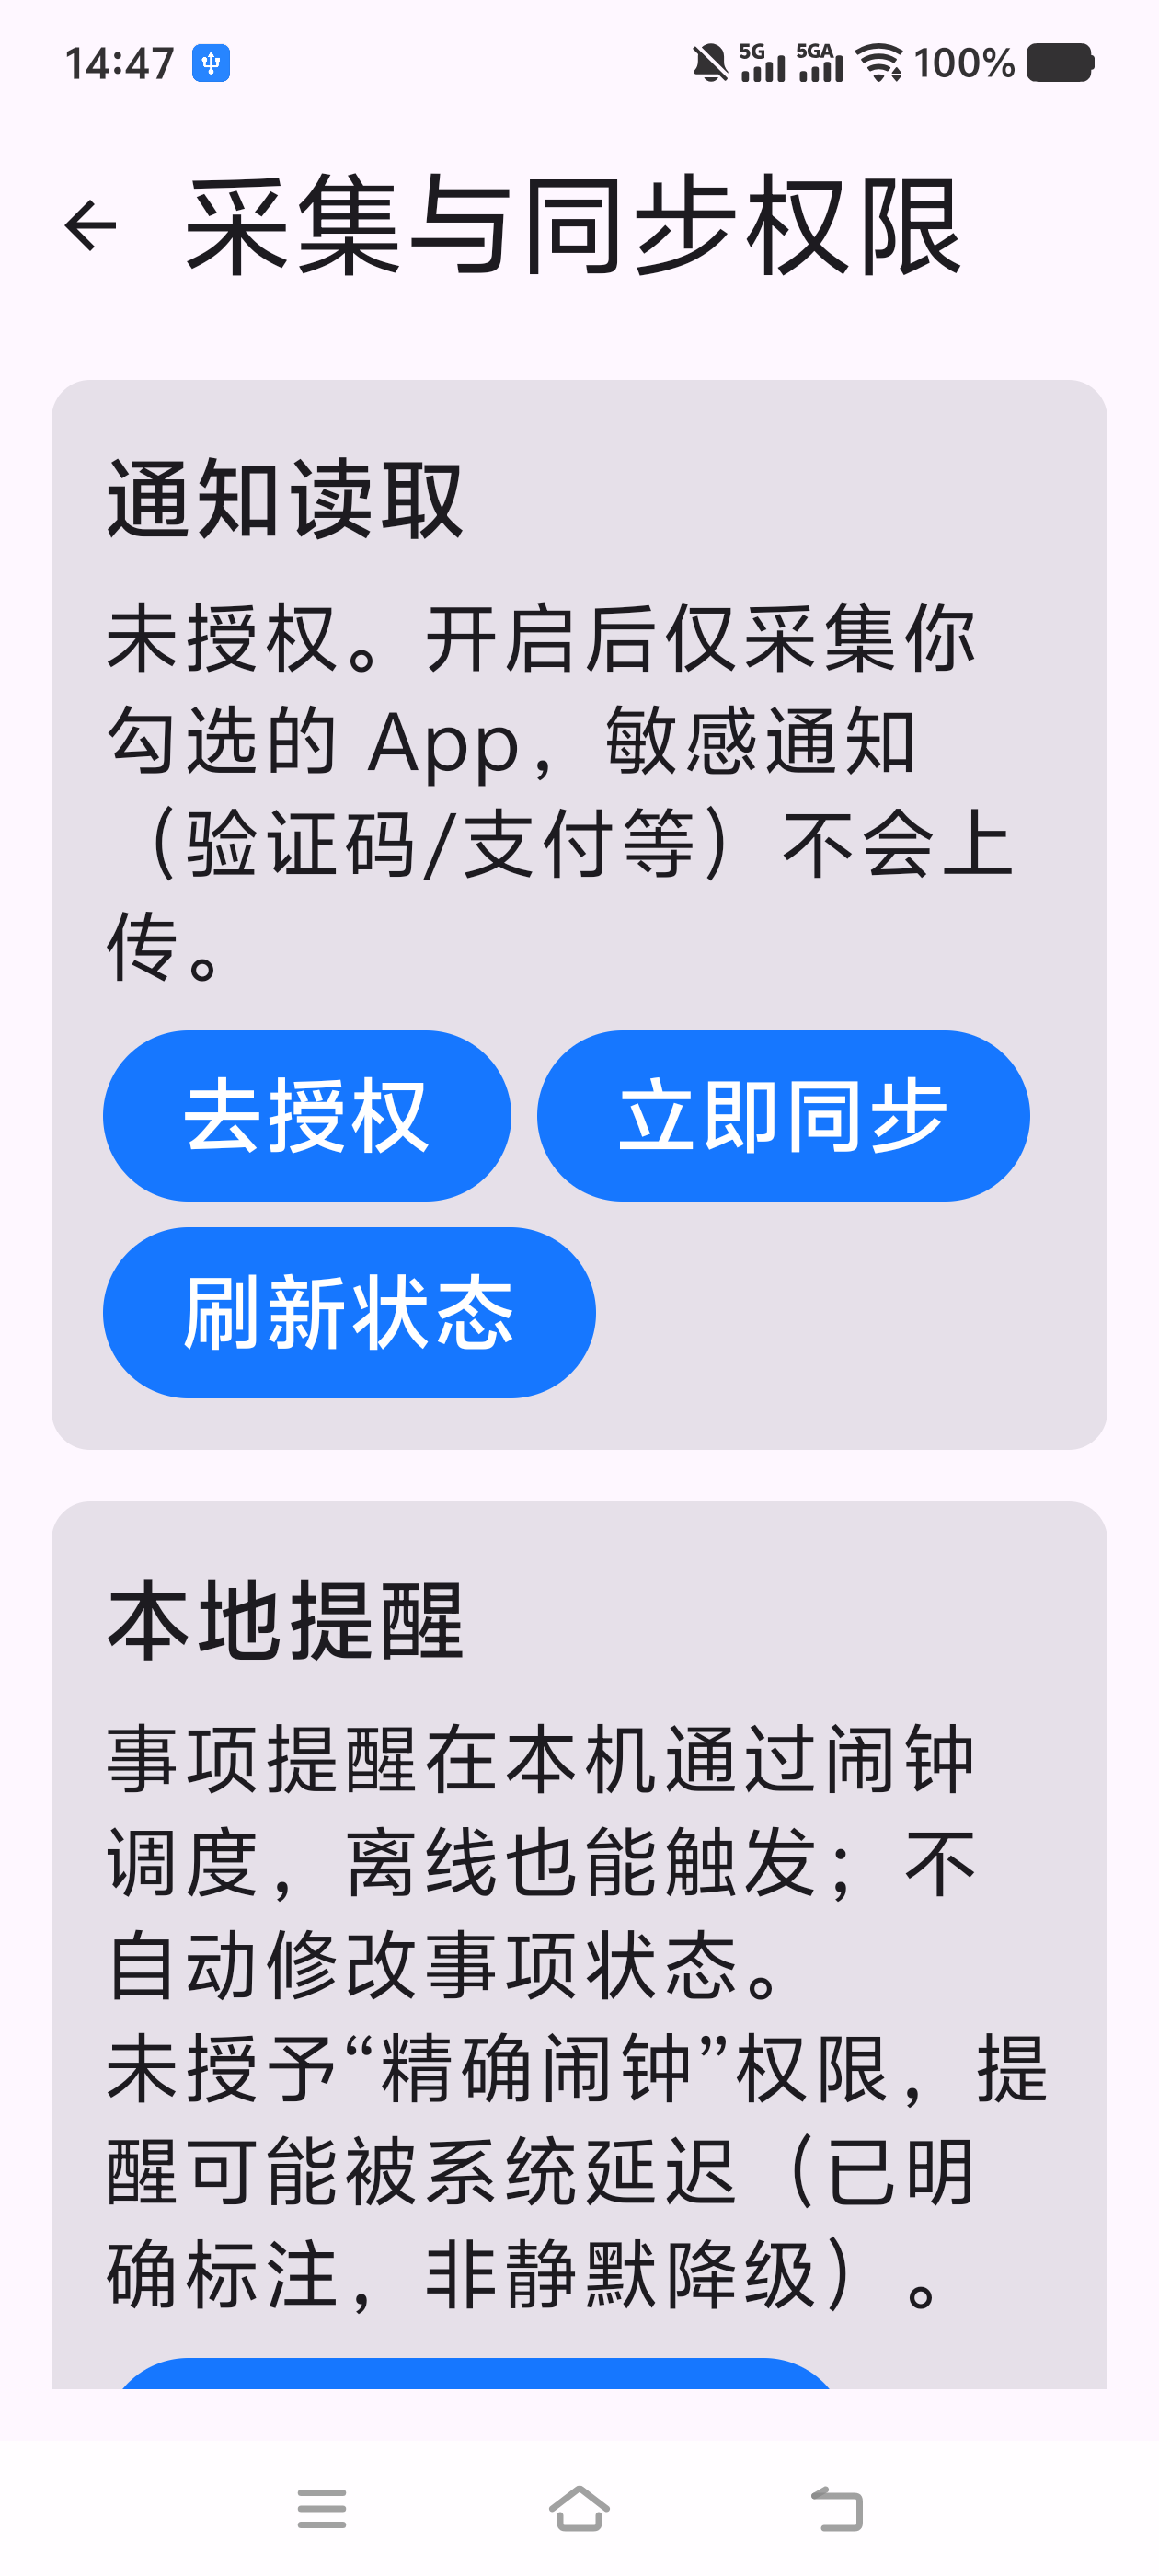 14:47
5G 5GA 100%
采集与同步权限
通知读取
未授权。开启后仅采集你
勾选的 App，敏感通知
（验证码/支付等）不会上
传。
去授权 立即同步
刷新状态
本地提醒
事项提醒在本机通过闹钟
调度，离线也能触发；不
自动修改事项状态。
未授予“精确闹钟”权限，提
醒可能被系统延迟（已明
确标注，非静默降级）。